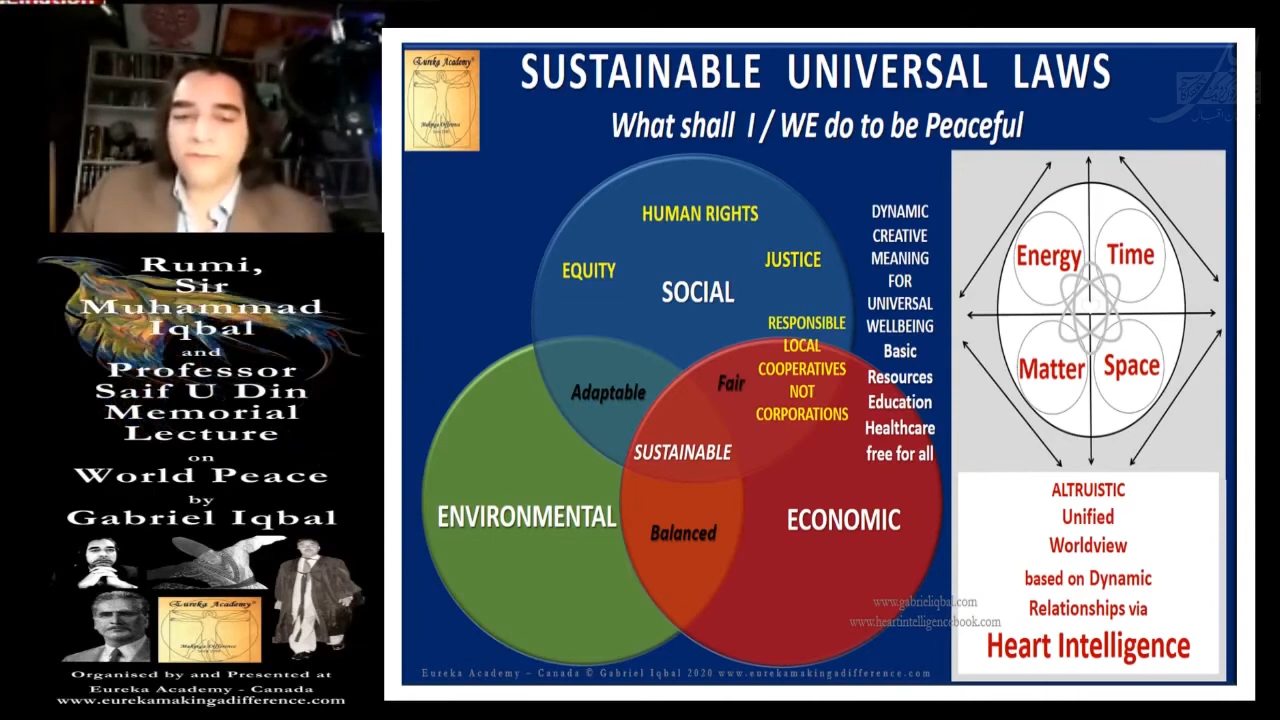 Rumi,
Sir
Muhammad
Iqbal
and
Professor
Saif U Din
Memorial
Lecture
on
World Peace
by
Gabriel Iqbal
Eureka Academy
Making a Difference
Organised by and Presented at
Eureka Academy - Canada
www.eurekamakingadifference.com
Eureka Academy
Making a Difference
SUSTAINABLE UNIVERSAL LAWS
What shall I / WE do to be Peaceful
HUMAN RIGHTS
EQUITY
JUSTICE
SOCIAL
RESPONSIBLE
LOCAL
COOPERATIVES
NOT
CORPORATIONS
Adaptable
Fair
SUSTAINABLE
ENVIRONMENTAL
ECONOMIC
Balanced
DYNAMIC
CREATIVE
MEANING
FOR
UNIVERSAL
WELLBEING
Basic
Resources
Education
Healthcare
free for all
Energy
Time
Matter
Space
ALTRUISTIC
Unified
Worldview
based on Dynamic
Relationships via
Heart Intelligence
www.gabrieliqbal.com
www.heartintelligencebook.com
Eureka Academy – Canada © Gabriel Iqbal 2020 www.eurekamakingadifference.com